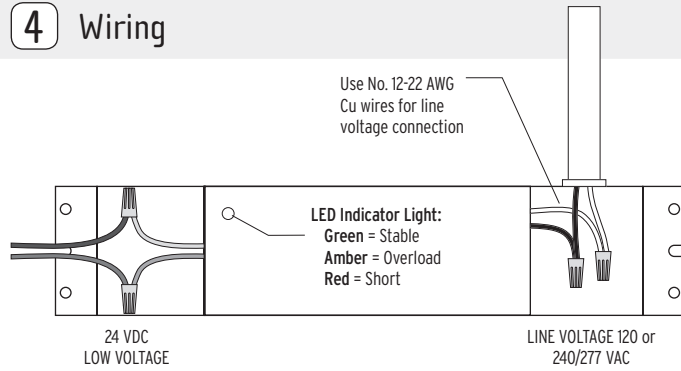 4 Wiring
Use No. 12-22 AWG
Cu wires for line
voltage connection
LED Indicator Light:
Green = Stable
Amber = Overload
Red = Short
24 VDC
LOW VOLTAGE
LINE VOLTAGE 120 or
240/277 VAC